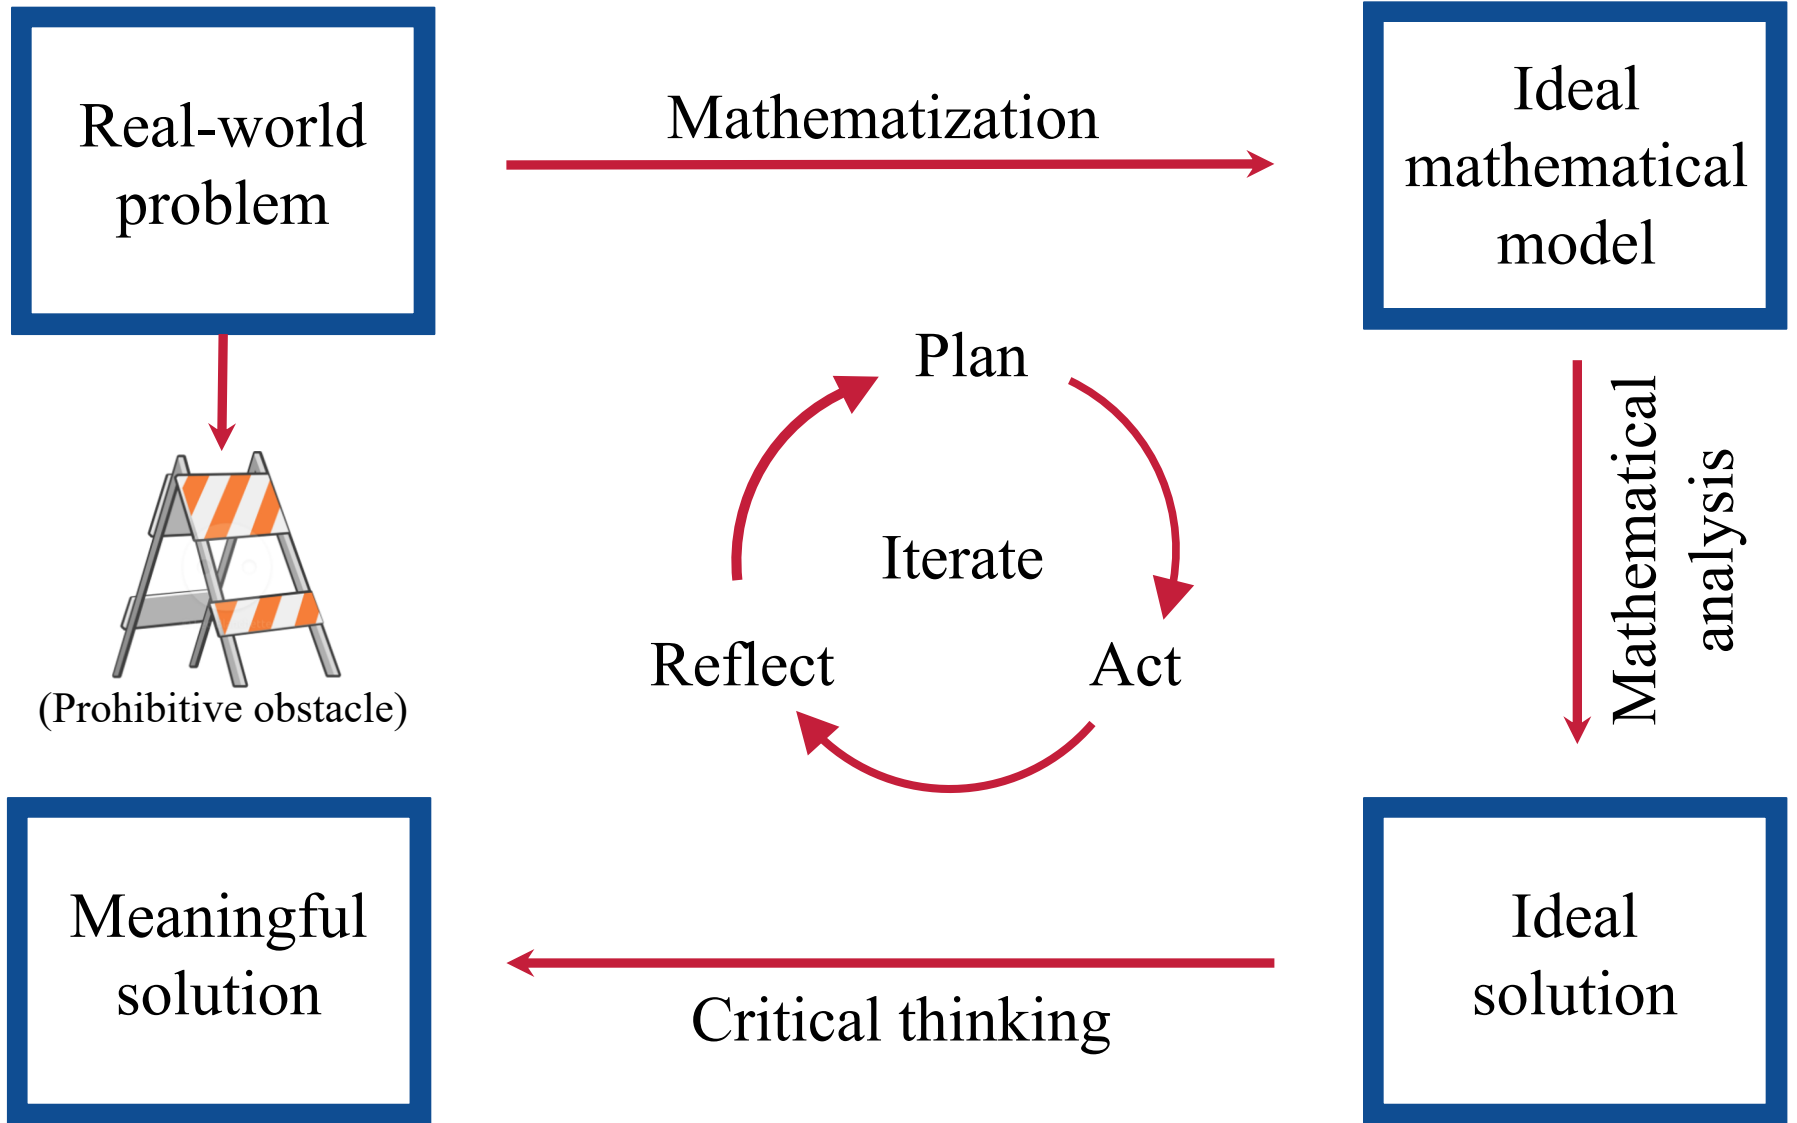 Real-world
problem
Mathematization
Ideal
mathematical
model
Plan
Iterate
Reflect
Act
Mathematical
analysis
(Prohibitive obstacle)
Meaningful
solution
Critical thinking
Ideal
solution